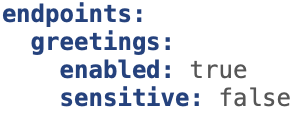 endpoints:
  greetings:
    enabled: true
    sensitive: false